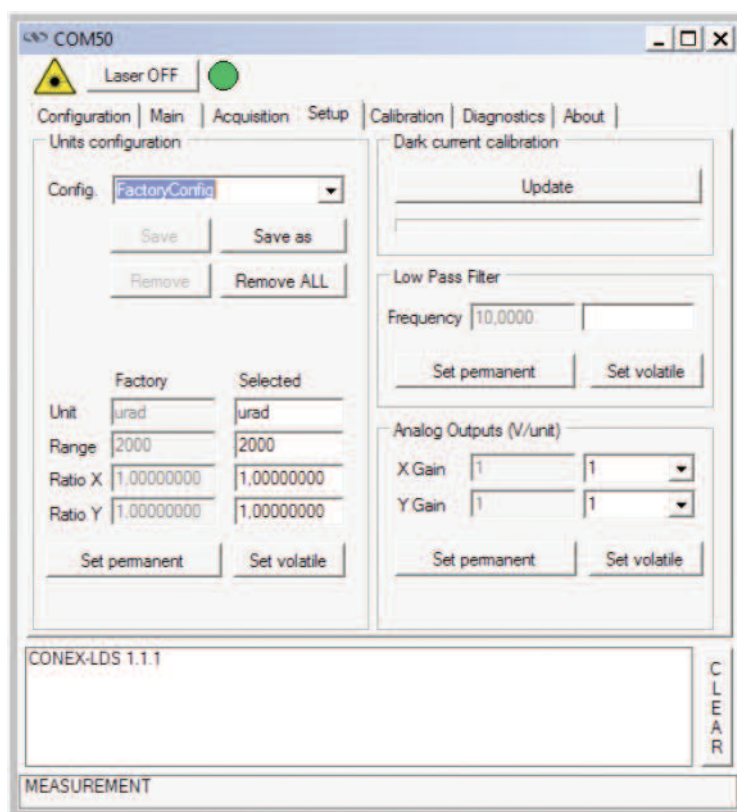 COM50
Laser OFF
Configuration Main Acquisition Setup Calibration Diagnostics About
Units configuration
Config. FactoryConfig
Save Save as
Remove Remove ALL
Factory Selected
Unit urad urad
Range 2000 2000
Ratio X 1,00000000 1,00000000
Ratio Y 1,00000000 1,00000000
Set permanent Set volatile
Dark current calibration
Update
Low Pass Filter
Frequency 10,0000
Set permanent Set volatile
Analog Outputs (V/unit)
X Gain 1 1
Y Gain 1 1
Set permanent Set volatile
CONEX-LDS 1.1.1
CLEAR
MEASUREMENT